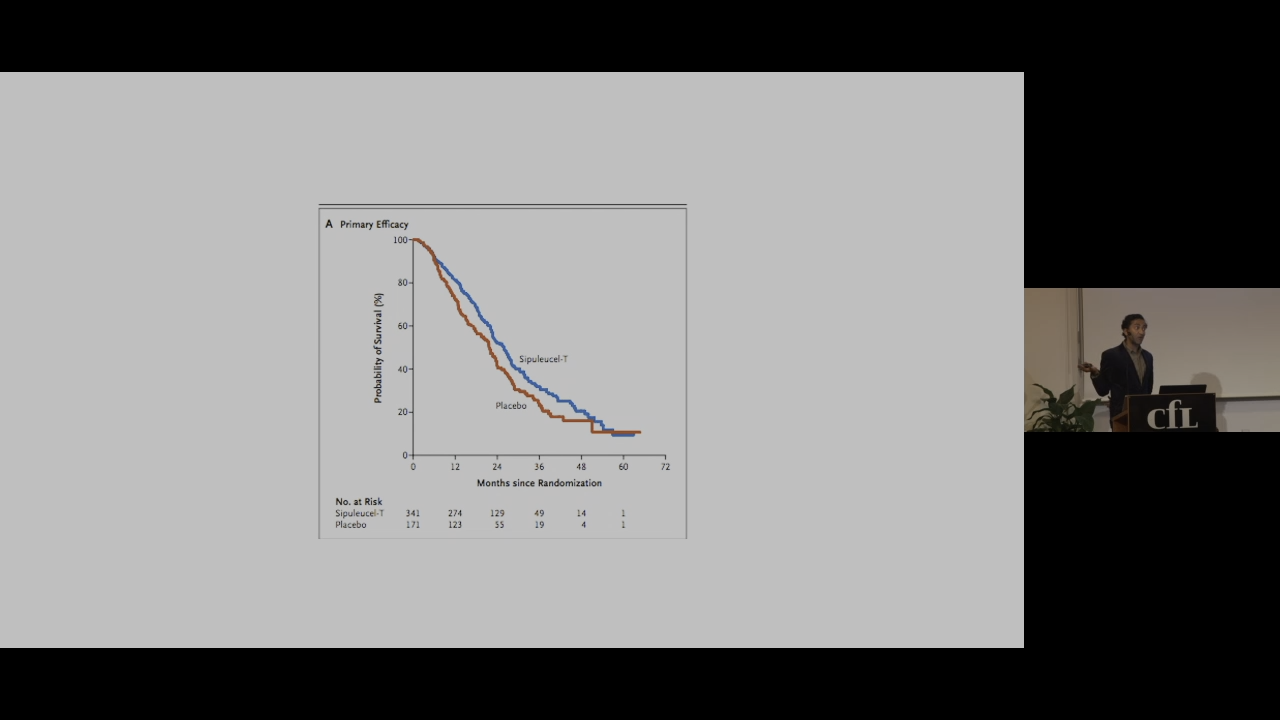 A Primary Efficacy
100
80
60
40
20
0
Probability of Survival (%)
Sipuleucel-T
Placebo
0 12 24 36 48 60 72
Months since Randomization
No. at Risk
Sipuleucel-T 341 274 129 49 14 1
Placebo 171 123 55 19 4 1
cfL